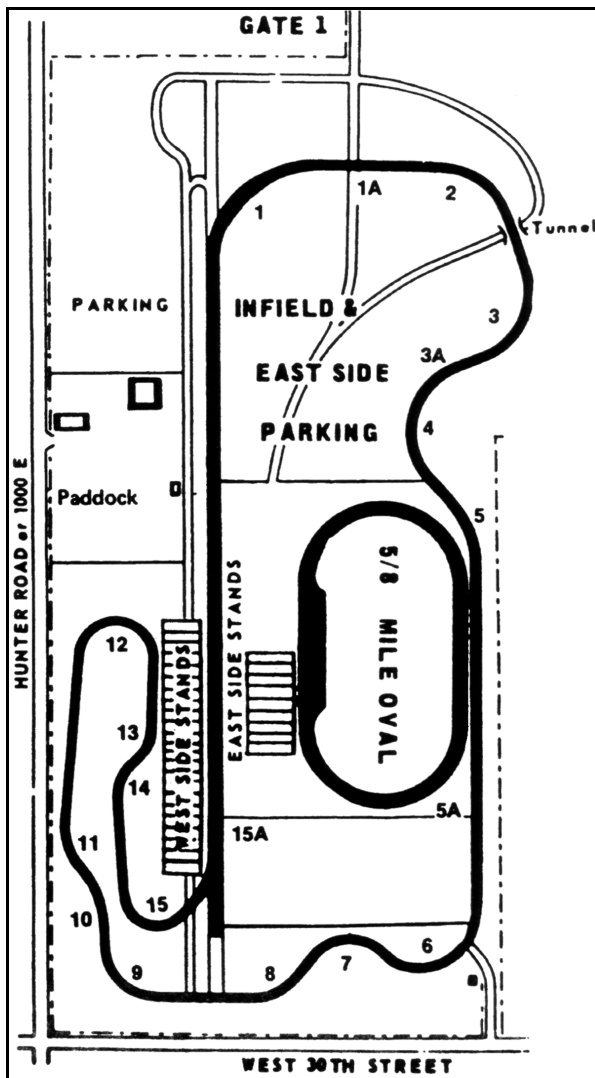 GATE 1
1A
2
1
Tunnel
PARKING
INFIELD &
3
3A
EAST SIDE
4
PARKING
Paddock
5
HUNTER ROAD or 1000 E
5/8 MILE OVAL
EAST SIDE STANDS
WEST SIDE STANDS
12
13
14
5A
15A
11
15
10
6
7
9
8
WEST 30TH STREET